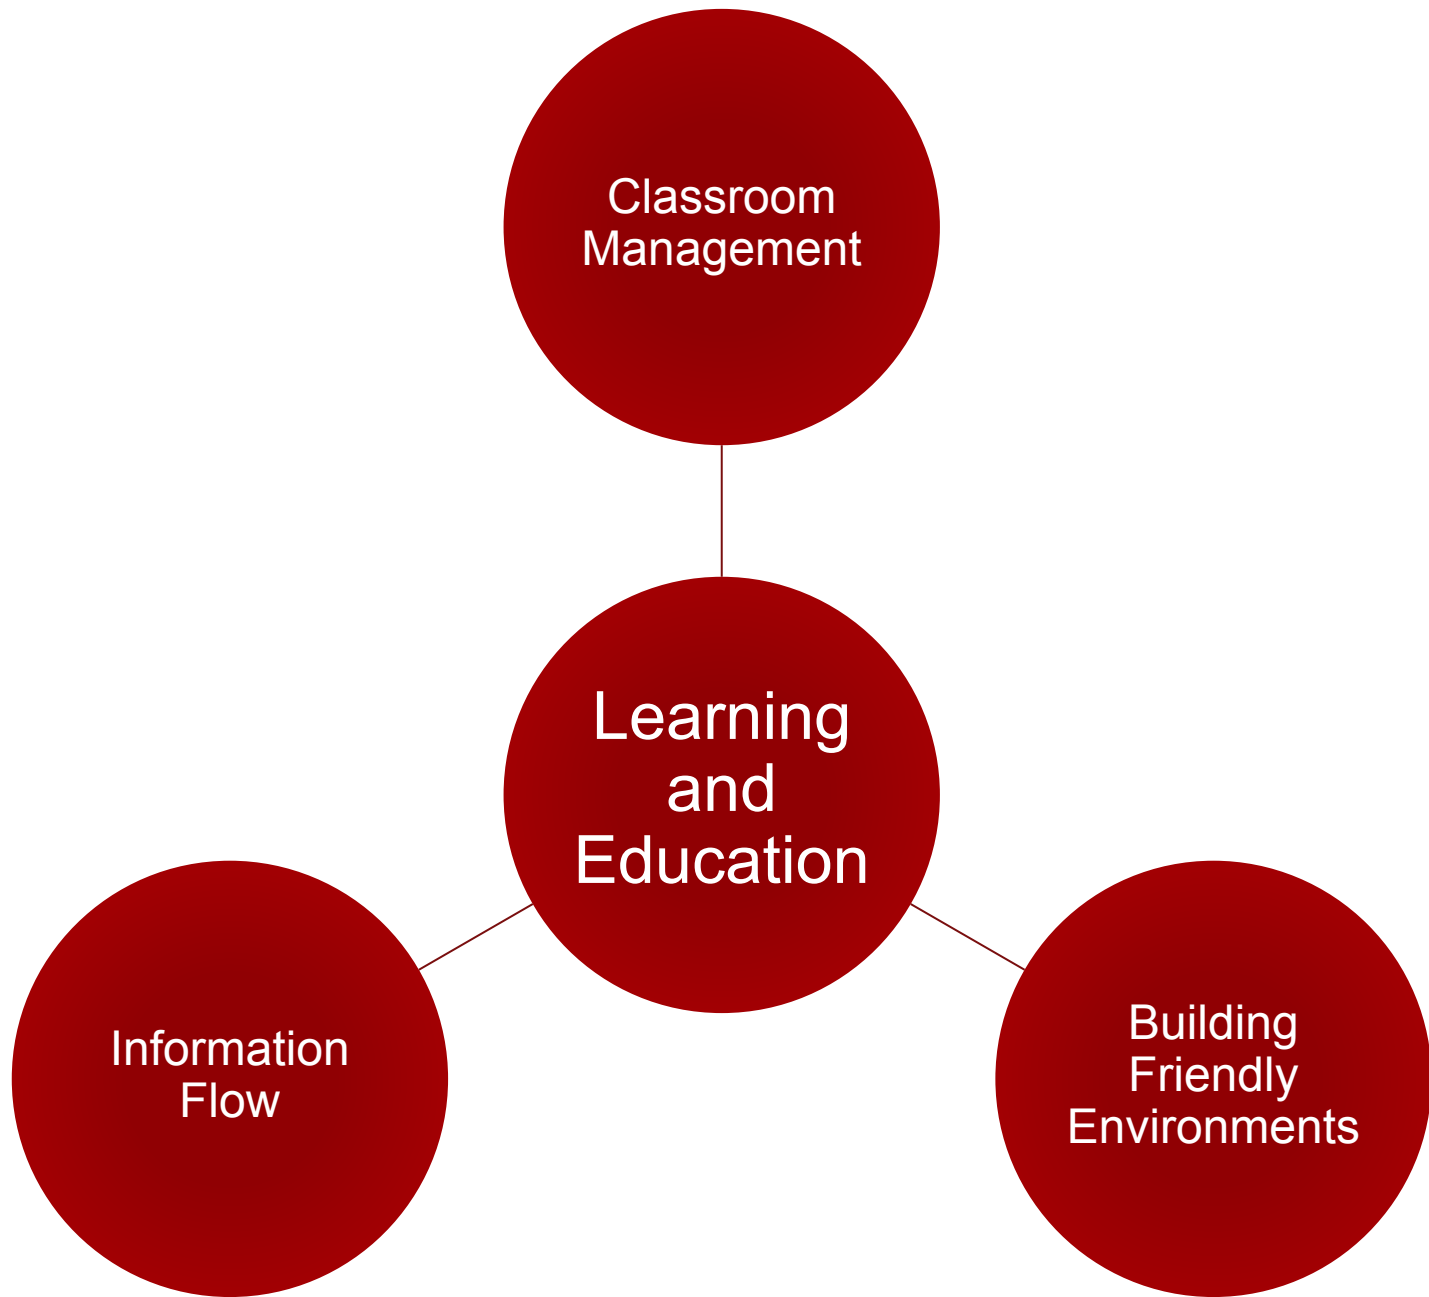 Classroom
Management
Learning
and
Education
Information
Flow
Building
Friendly
Environments